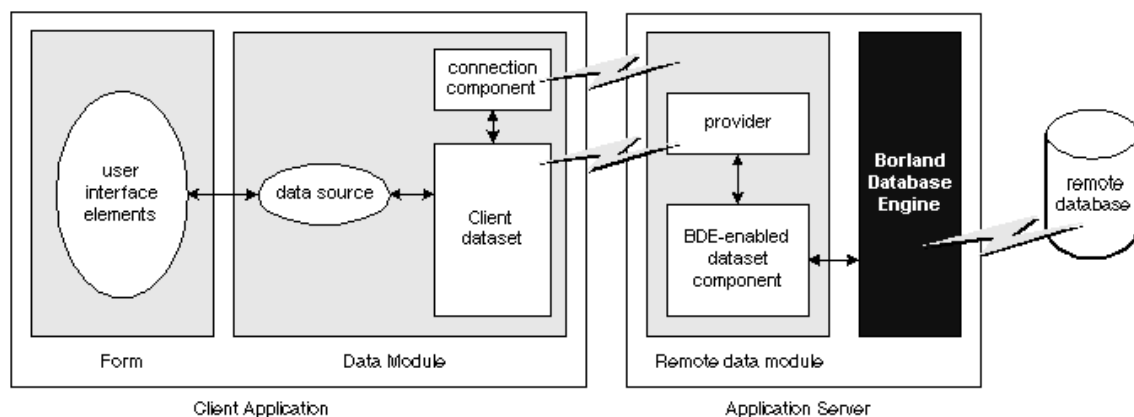 connection
component
user
interface
elements
data source
Client
dataset
provider
BDE-enabled
dataset
component
Borland
Database
Engine
remote
database
Form
Data Module
Remote data module
Client Application
Application Server